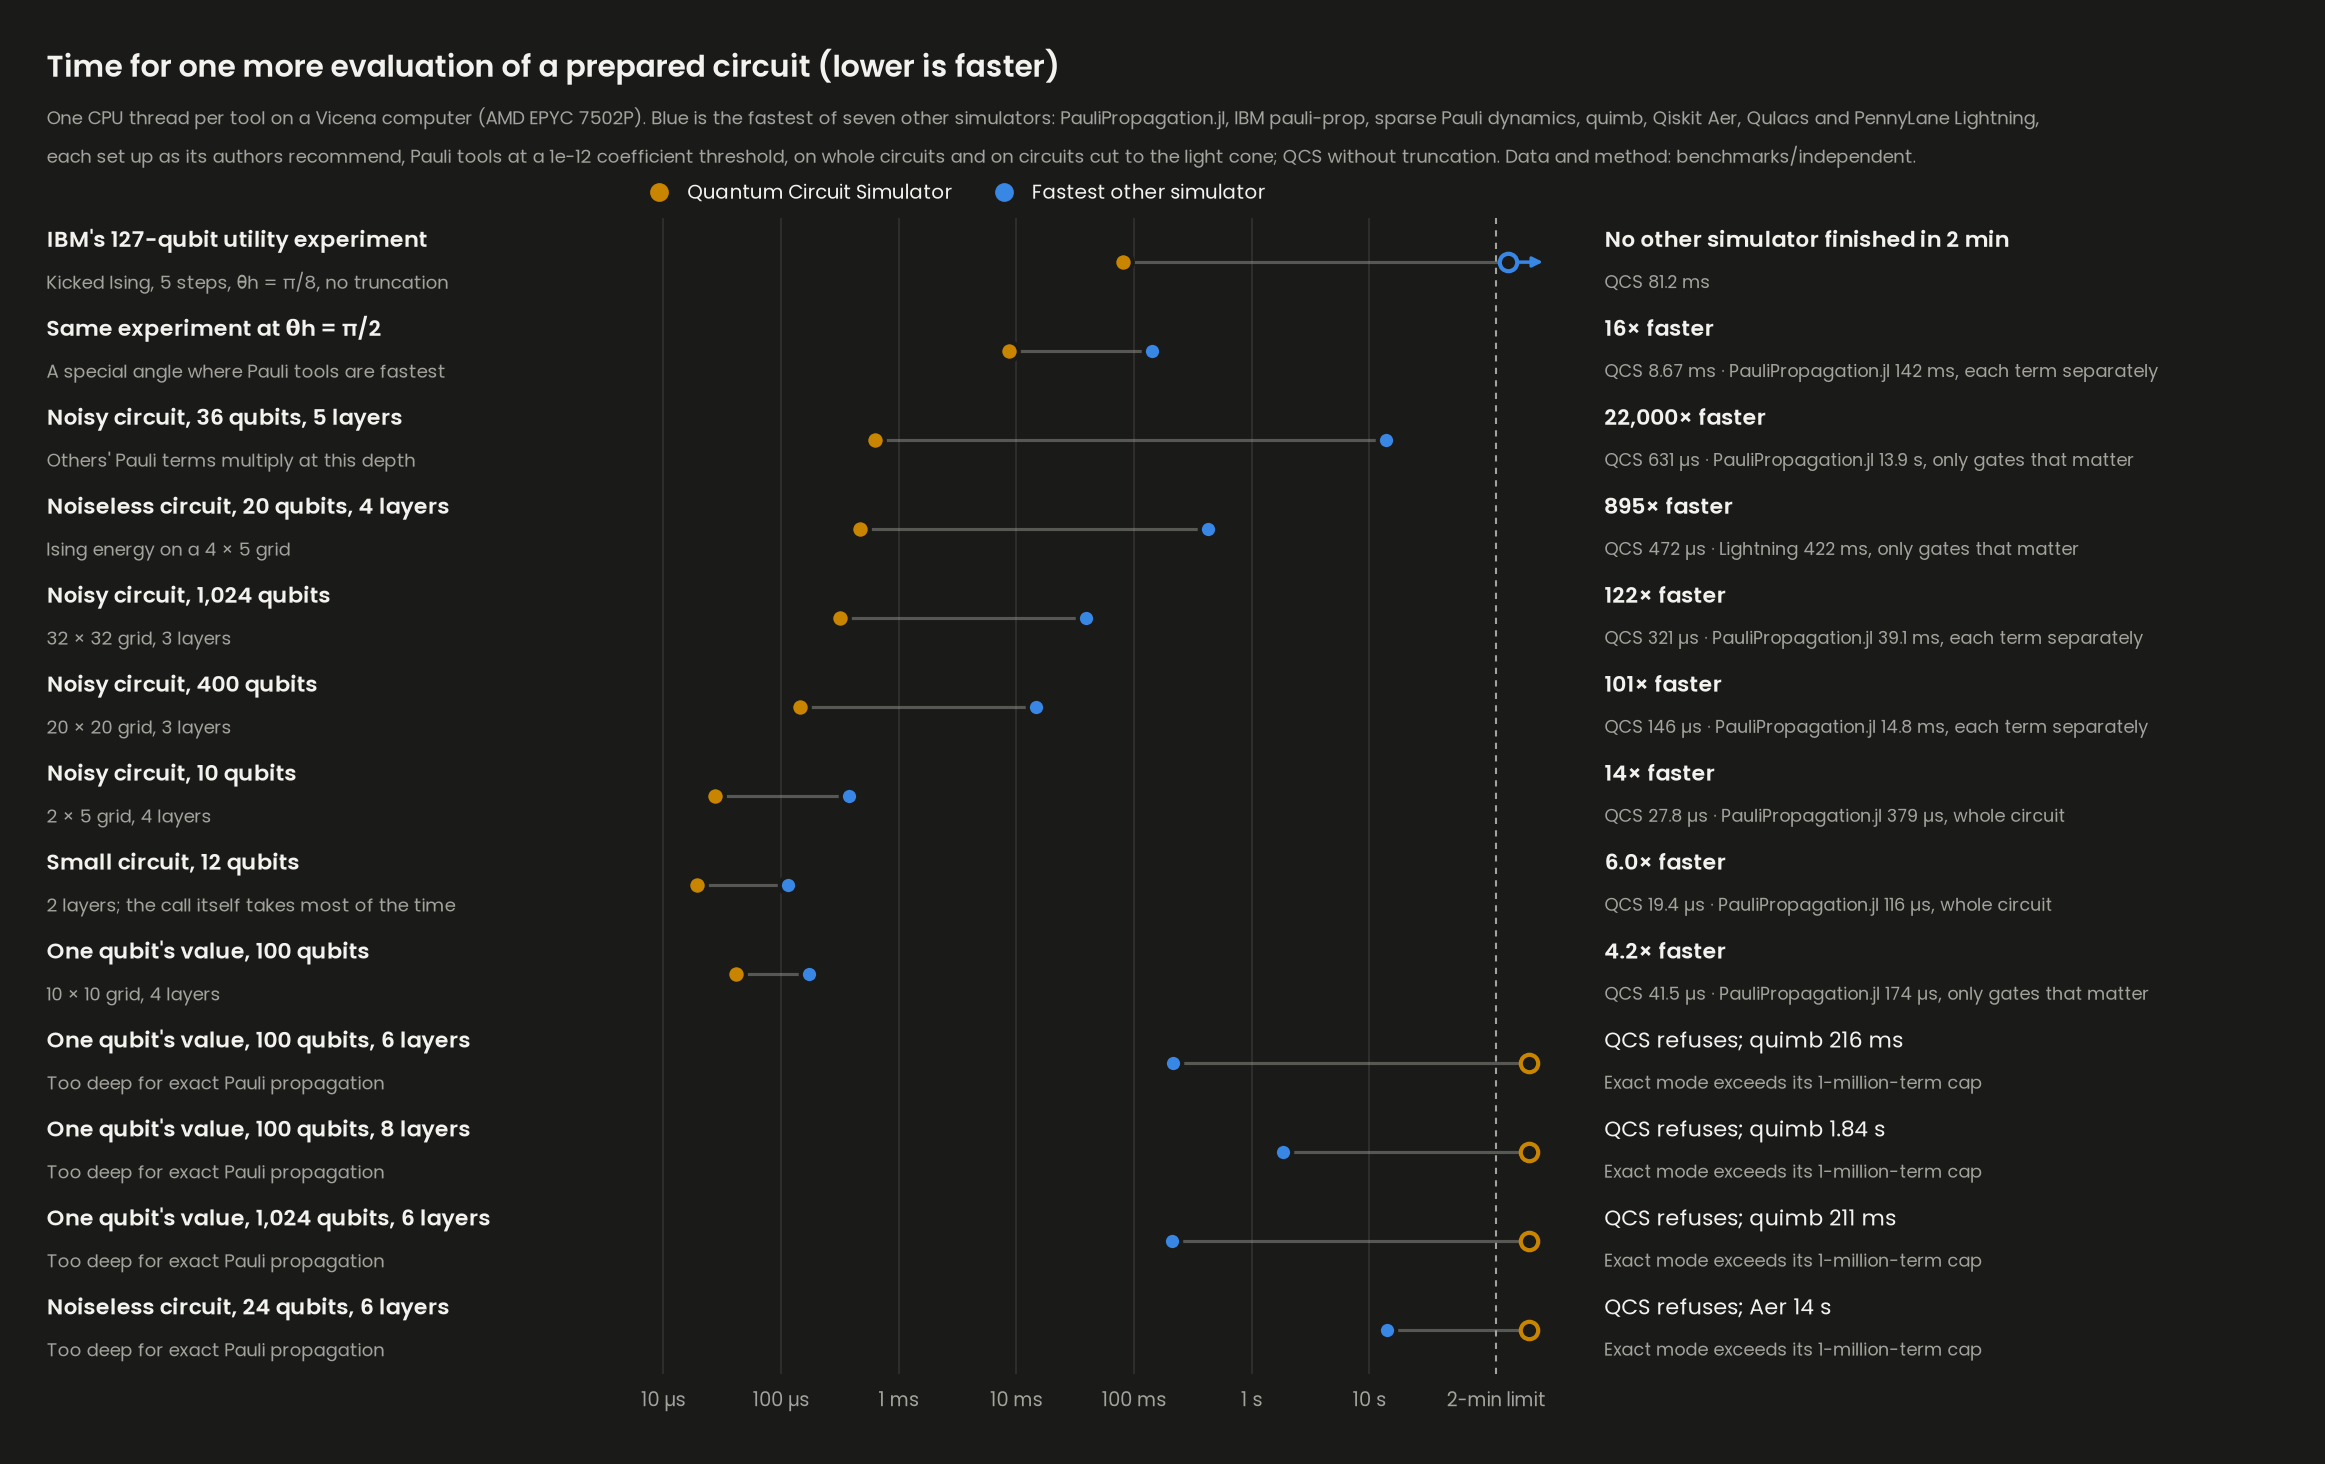 Time for one more evaluation of a prepared circuit (lower is faster)
One CPU thread per tool on a Vicena computer (AMD EPYC 7502P). Blue is the fastest of seven other simulators: PauliPropagation.jl, IBM pauli-prop, sparse Pauli dynamics, quimb, Qiskit Aer, Qulacs and PennyLane Lightning,
each set up as its authors recommend, Pauli tools at a 1e-12 coefficient threshold, on whole circuits and on circuits cut to the light cone; QCS without truncation. Data and method: benchmarks/independent.
Quantum Circuit Simulator
Fastest other simulator
IBM's 127-qubit utility experiment
Kicked Ising, 5 steps, θh = π/8, no truncation
No other simulator finished in 2 min
QCS 81.2 ms
Same experiment at θh = π/2
A special angle where Pauli tools are fastest
16× faster
QCS 8.67 ms · PauliPropagation.jl 142 ms, each term separately
Noisy circuit, 36 qubits, 5 layers
Others' Pauli terms multiply at this depth
22,000× faster
QCS 631 µs · PauliPropagation.jl 13.9 s, only gates that matter
Noiseless circuit, 20 qubits, 4 layers
Ising energy on a 4 × 5 grid
895× faster
QCS 472 µs · Lightning 422 ms, only gates that matter
Noisy circuit, 1,024 qubits
32 × 32 grid, 3 layers
122× faster
QCS 321 µs · PauliPropagation.jl 39.1 ms, each term separately
Noisy circuit, 400 qubits
20 × 20 grid, 3 layers
101× faster
QCS 146 µs · PauliPropagation.jl 14.8 ms, each term separately
Noisy circuit, 10 qubits
2 × 5 grid, 4 layers
14× faster
QCS 27.8 µs · PauliPropagation.jl 379 µs, whole circuit
Small circuit, 12 qubits
2 layers; the call itself takes most of the time
6.0× faster
QCS 19.4 µs · PauliPropagation.jl 116 µs, whole circuit
One qubit's value, 100 qubits
10 × 10 grid, 4 layers
4.2× faster
QCS 41.5 µs · PauliPropagation.jl 174 µs, only gates that matter
One qubit's value, 100 qubits, 6 layers
Too deep for exact Pauli propagation
QCS refuses; quimb 216 ms
Exact mode exceeds its 1-million-term cap
One qubit's value, 100 qubits, 8 layers
Too deep for exact Pauli propagation
QCS refuses; quimb 1.84 s
Exact mode exceeds its 1-million-term cap
One qubit's value, 1,024 qubits, 6 layers
Too deep for exact Pauli propagation
QCS refuses; quimb 211 ms
Exact mode exceeds its 1-million-term cap
Noiseless circuit, 24 qubits, 6 layers
Too deep for exact Pauli propagation
QCS refuses; Aer 14 s
Exact mode exceeds its 1-million-term cap
10 µs
100 µs
1 ms
10 ms
100 ms
1 s
10 s
2-min limit